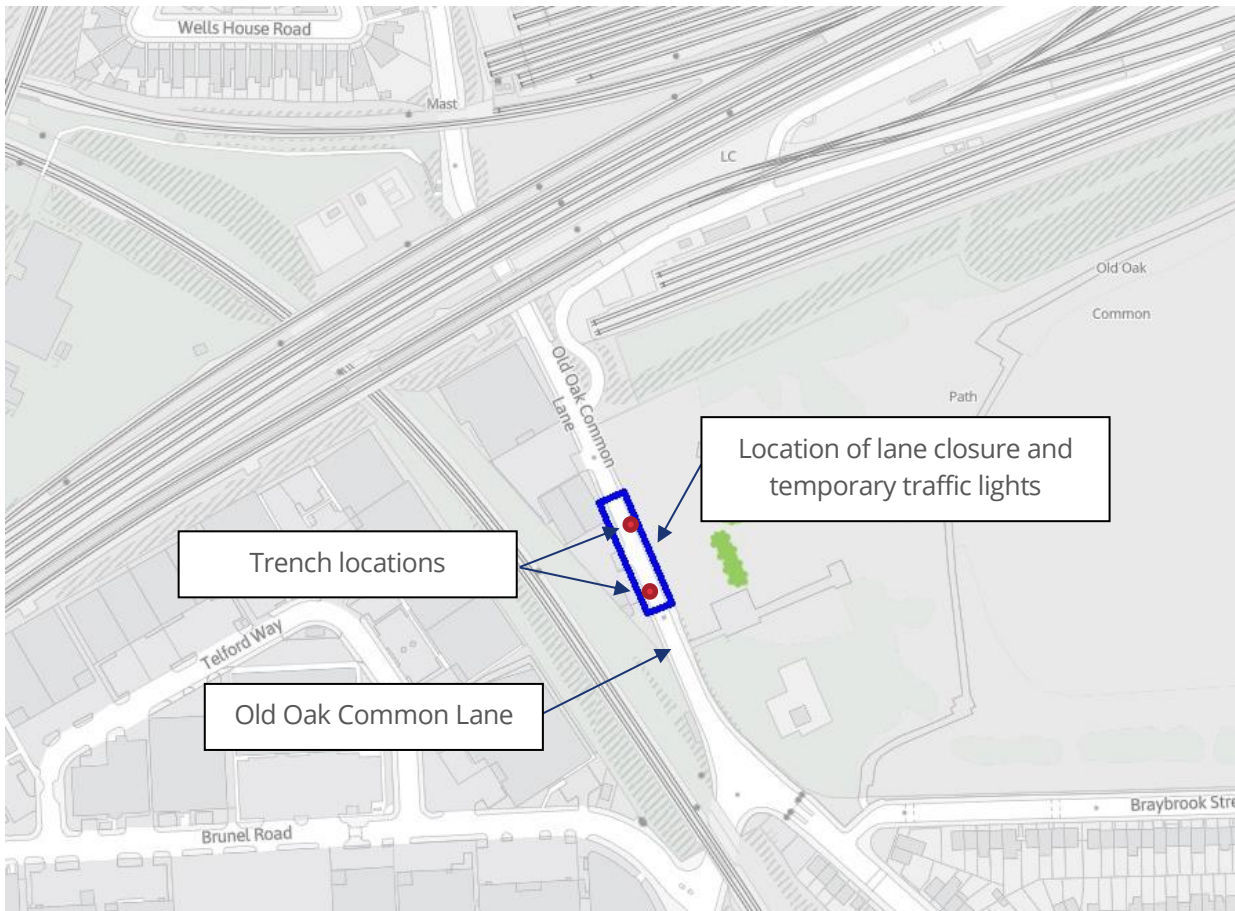 Wells House Road
Mast
LC
Old Oak
Common
Path
Old Oak Common
Lane
Location of lane closure and
temporary traffic lights
Trench locations
Telford Way
Old Oak Common Lane
Brunel Road
Braybrook Stre